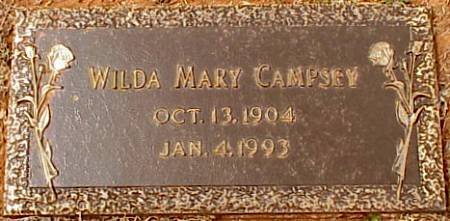 WILDA MARY CAMPSEY
OCT. 13, 1904
JAN. 4, 1993